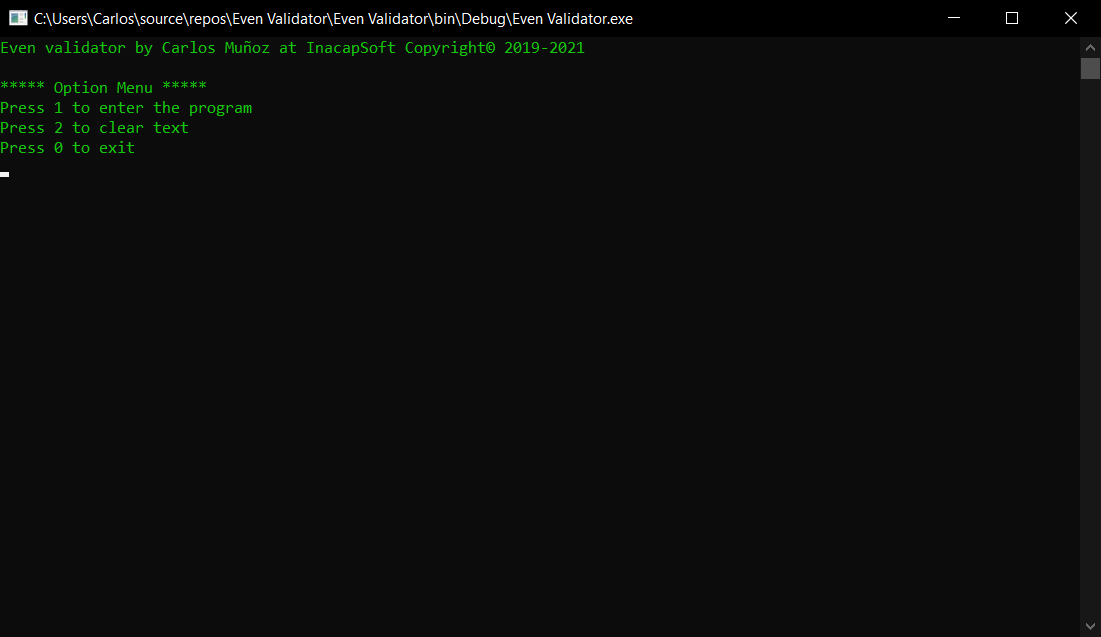 C:\Users\Carlos\source\repos\Even Validator\Even Validator\bin\Debug\Even Validator.exe
Even validator by Carlos Muñoz at InacapSoft Copyright© 2019-2021
***** Option Menu *****
Press 1 to enter the program
Press 2 to clear text
Press 0 to exit